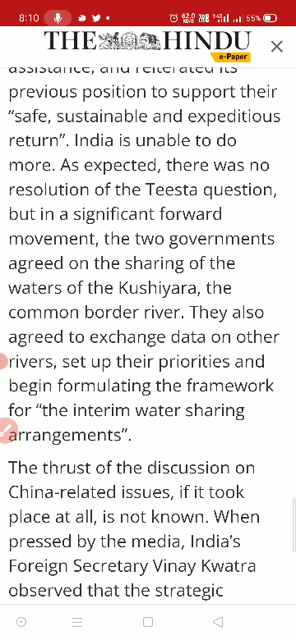 8:10
62.0
55%
THE HINDU
e-Paper
assistance, and reiterated its
previous position to support their
“safe, sustainable and expeditious
return”. India is unable to do
more. As expected, there was no
resolution of the Teesta question,
but in a significant forward
movement, the two governments
agreed on the sharing of the
waters of the Kushiyara, the
common border river. They also
agreed to exchange data on other
rivers, set up their priorities and
begin formulating the framework
for “the interim water sharing
arrangements”.
The thrust of the discussion on
China-related issues, if it took
place at all, is not known. When
pressed by the media, India’s
Foreign Secretary Vinay Kwatra
observed that the strategic